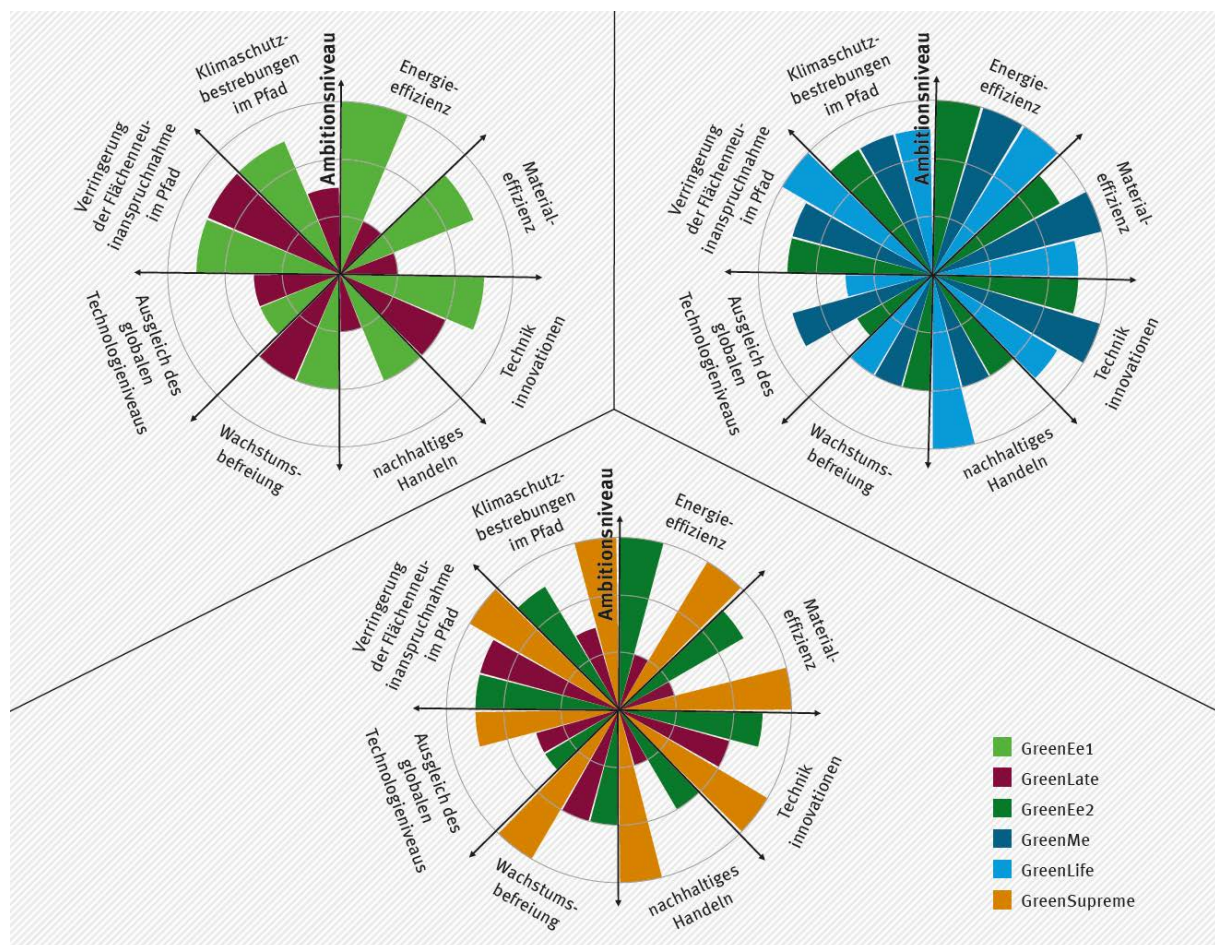 Klimaschutz-
bestrebungen
im Pfad
Ambitionsniveau
Energie-
effizienz
Material-
effizienz
Technik
innovationen
nachhaltiges
Handeln
Wachstums-
befreiung
Ausgleich des
globalen
Technologieniveaus
Verringerung
der Flächenneu-
inanspruchnahme
im Pfad
Klimaschutz-
bestrebungen
im Pfad
Ambitionsniveau
Energie-
effizienz
Material-
effizienz
Technik
innovationen
nachhaltiges
Handeln
Wachstums-
befreiung
Ausgleich des
globalen
Technologieniveaus
Verringerung
der Flächenneu-
inanspruchnahme
im Pfad
Klimaschutz-
bestrebungen
im Pfad
Ambitionsniveau
Energie-
effizienz
Material-
effizienz
Technik
innovationen
nachhaltiges
Handeln
Wachstums-
befreiung
Ausgleich des
globalen
Technologieniveaus
Verringerung
der Flächenneu-
inanspruchnahme
im Pfad
GreenEe1
GreenLate
GreenEe2
GreenMe
GreenLife
GreenSupreme